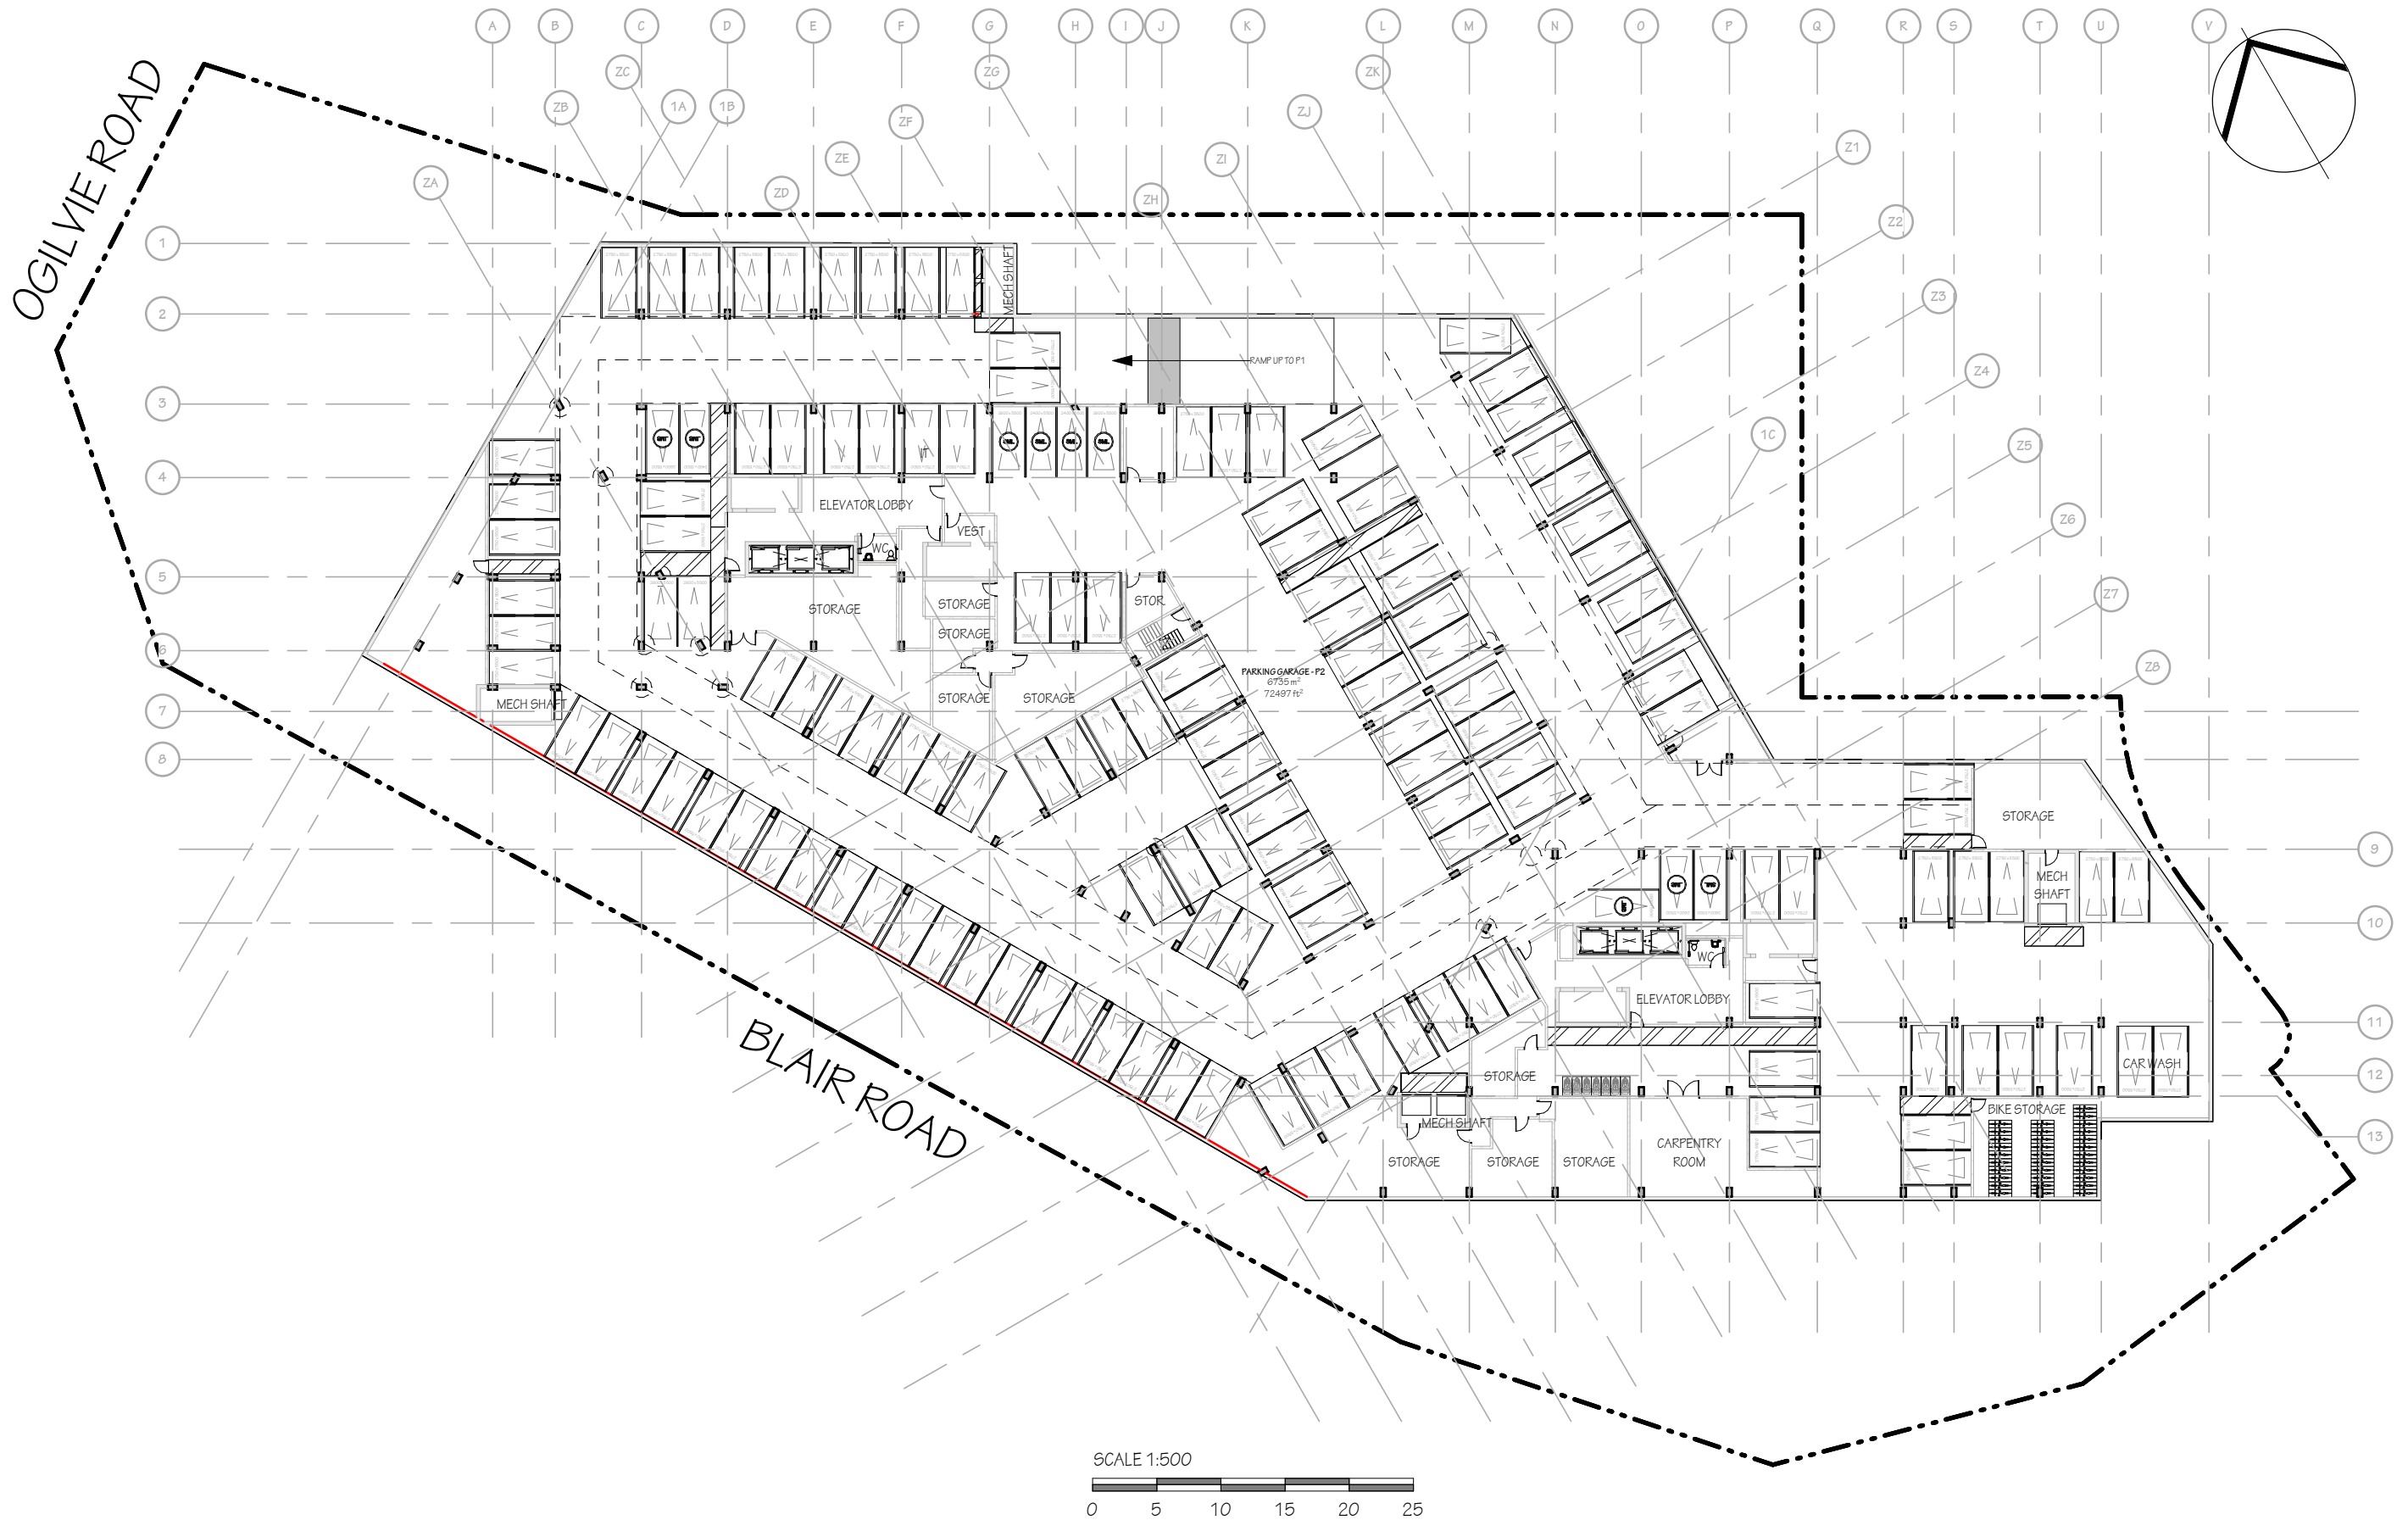 A B C D E F G H I J K L M N O P Q R S T U V
ZC ZG ZK
ZB 1A 1B ZF ZJ
ZA ZD ZE ZH ZI Z1
Z2
Z3
Z4
1C Z5
Z6
Z7
Z8
OGILVIE ROAD
BLAIR ROAD
1
2
3
4
5
6
7
8
9
10
11
12
13
MECH SHAFT
RAMP UP TO P1
ELEVATOR LOBBY
VEST
WC
IT
STORAGE
STORAGE
STORAGE
STOR
STORAGE
STORAGE
MECH SHAFT
PARKING GARAGE - P2
6735 m²
72497 ft²
STORAGE
MECH
SHAFT
WC
ELEVATOR LOBBY
STORAGE
CAR WASH
BIKE STORAGE
MECH SHAFT
CARPENTRY
ROOM
STORAGE
STORAGE
STORAGE
SCALE 1:500
0 5 10 15 20 25